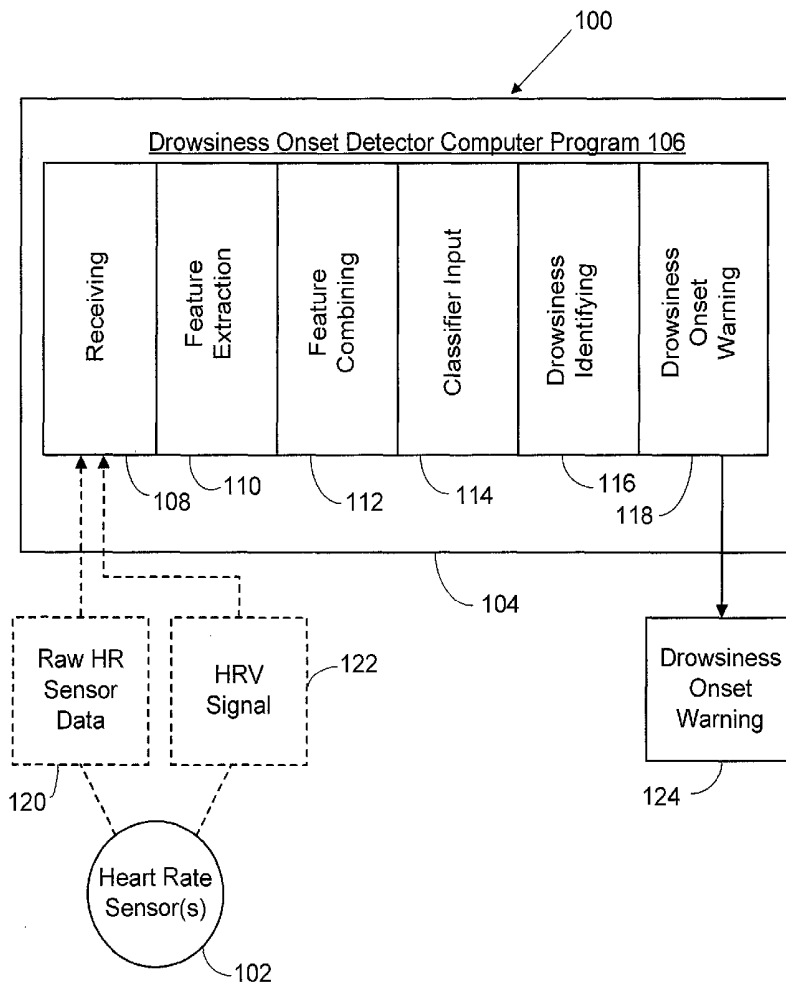 100
Drowsiness Onset Detector Computer Program 106
Receiving
Feature
Extraction
Feature
Combining
Classifier Input
Drowsiness
Identifying
Drowsiness
Onset
Warning
108
110
112
114
116
118
104
Raw HR
Sensor
Data
120
HRV
Signal
122
Drowsiness
Onset
Warning
124
Heart Rate
Sensor(s)
102